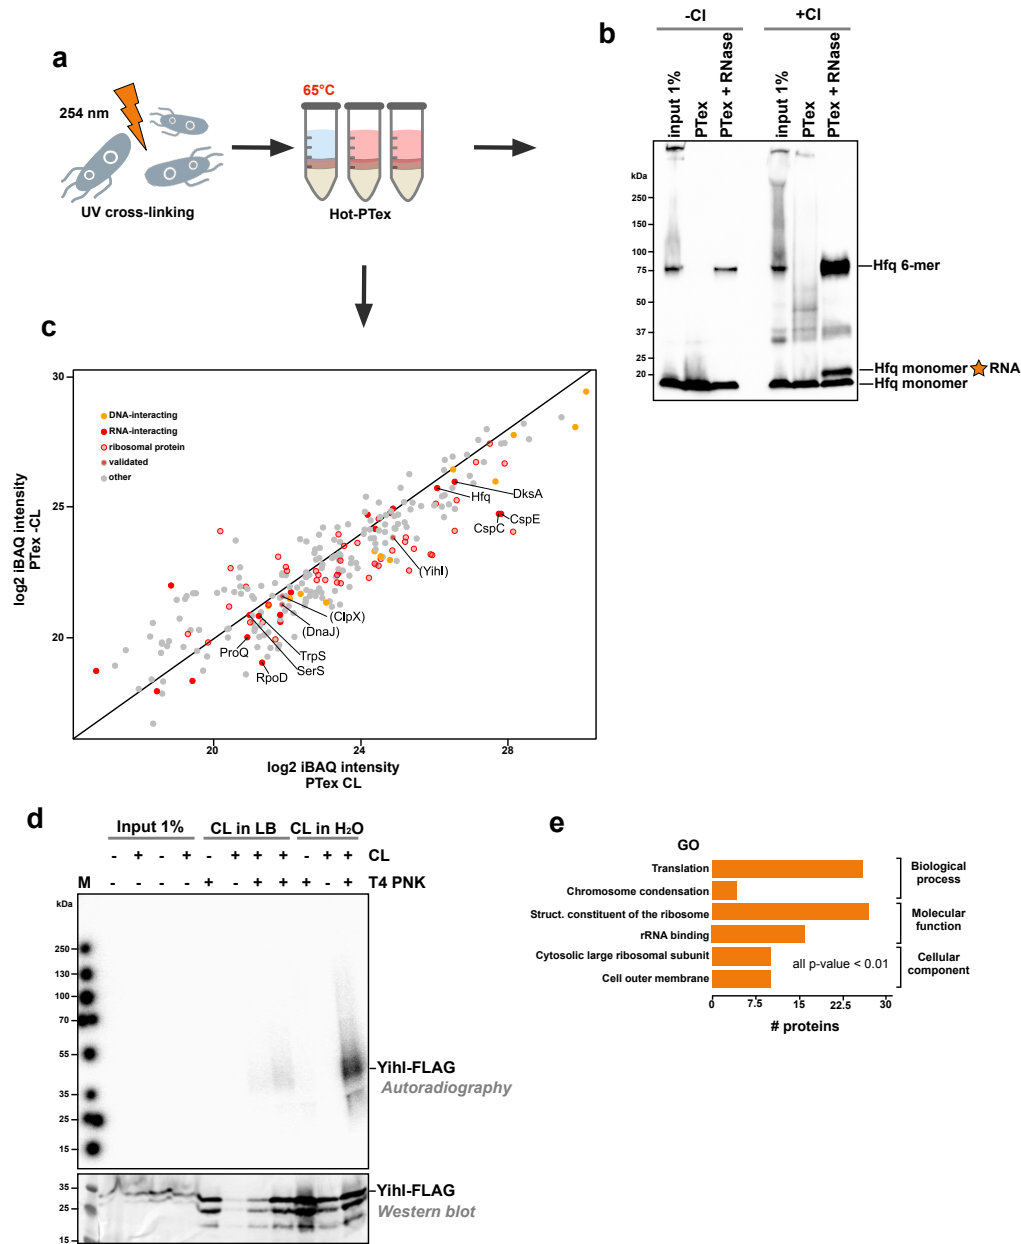 a
254 nm
UV cross-linking
65°C
Hot-PTex
b
-Cl
+Cl
input 1%
PTex
PTex + RNase
input 1%
PTex
PTex + RNase
kDa
250
150
100
75
50
37
25
20
Hfq 6-mer
Hfq monomer RNA
Hfq monomer
c
30
25
20
log2 iBAQ intensity
PTex -CL
DNA-interacting
RNA-interacting
ribosomal protein
validated
other
Hfq
DksA
CspE
CspC
(YihI)
(ClpX)
(DnaJ)
ProQ
TrpS
SerS
RpoD
20
24
28
log2 iBAQ intensity
PTex CL
d
Input 1%
CL in LB
CL in H₂O
- + - + - + + + - + + CL
M - - - - + - + + + - + T4 PNK
kDa
250
130
100
70
55
35
25
15
YihI-FLAG
Autoradiography
35
25
15
YihI-FLAG
Western blot
e
GO
Translation
Chromosome condensation
Struct. constituent of the ribosome
rRNA binding
Cytosolic large ribosomal subunit
Cell outer membrane
Biological
process
Molecular
function
Cellular
component
all p-value < 0.01
0 7.5 15 22.5 30
# proteins